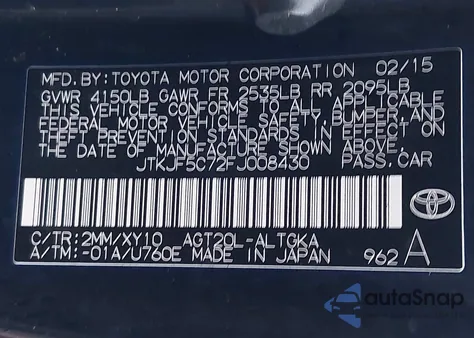 MFD. BY: TOYOTA MOTOR CORPORATION 02/15
GVWR 4150LB GAWR FR 2535LB RR 2095LB
THIS VEHICLE CONFORMS TO ALL APPLICABLE
FEDERAL MOTOR VEHICLE SAFETY, BUMPER, AND
THEFT PREVENTION STANDARDS IN EFFECT ON
THE DATE OF MANUFACTURE SHOWN ABOVE.
JTKJF5C72FJ008430 PASS. CAR
C/TR: 2MM/XY10 AGT20L-ALTGKA
A/TM: -01A/U760E MADE IN JAPAN 962 A
autoSnap